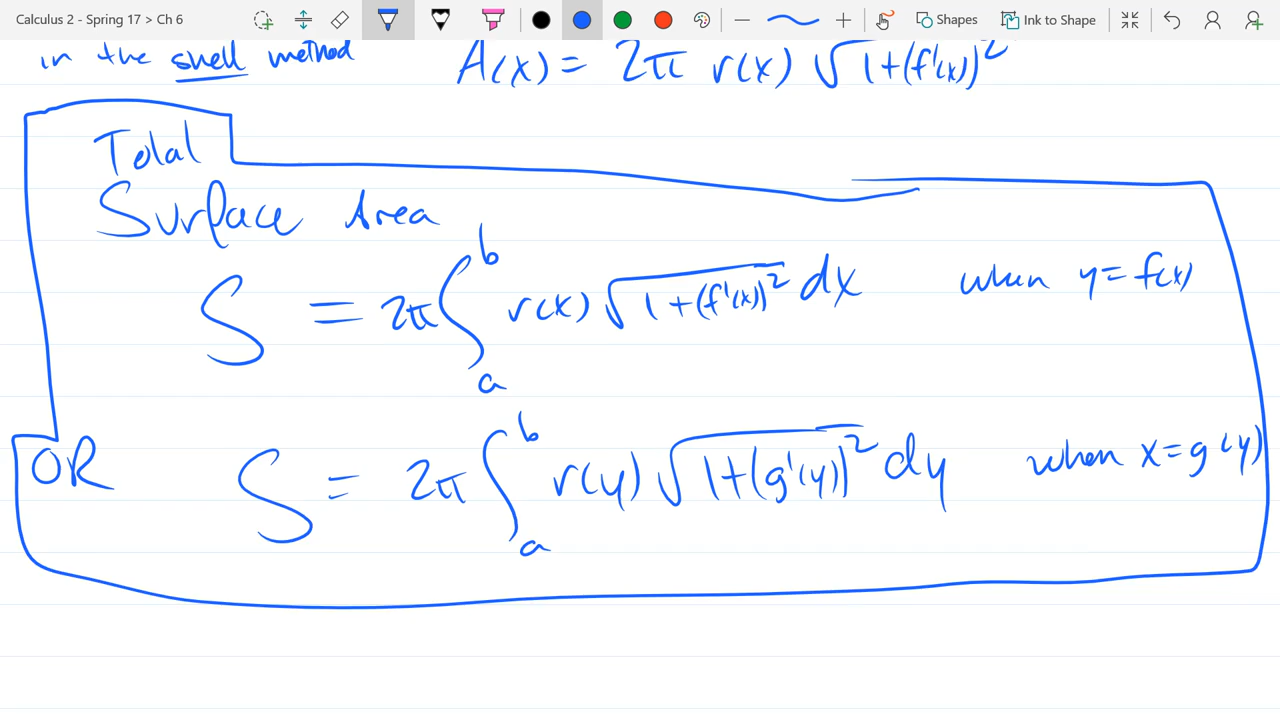 Calculus 2 - Spring 17 > Ch 6
Shapes
Ink to Shape
in the shell method A(x) = 2π r(x) √1+(f'(x))²
Total
Surface Area
S = 2π ∫_a^b r(x) √1+(f'(x))² dx when y = f(x)
OR S = 2π ∫_a^b r(y) √1+(g'(y))² dy when x = g(y)